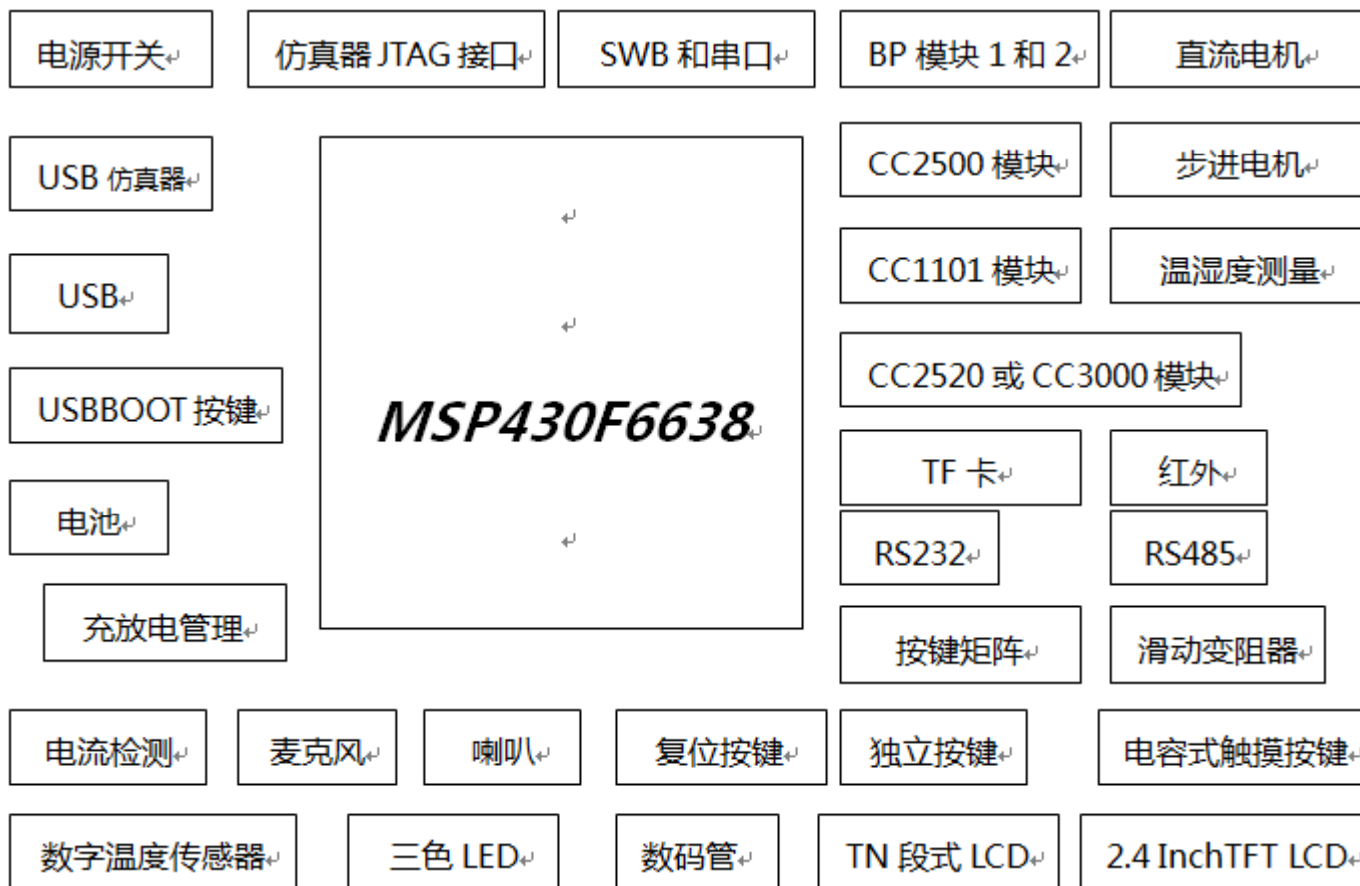 电源开关
仿真器 JTAG 接口
SWB 和串口
BP 模块 1 和 2
直流电机
USB 仿真器
CC2500 模块
步进电机
USB
CC1101 模块
温湿度测量
CC2520 或 CC3000 模块
USBBOOT 按键
MSP430F6638
TF 卡
红外
电池
RS232
RS485
充放电管理
按键矩阵
滑动变阻器
电流检测
麦克风
喇叭
复位按键
独立按键
电容式触摸按键
数字温度传感器
三色 LED
数码管
TN 段式 LCD
2.4 InchTFT LCD